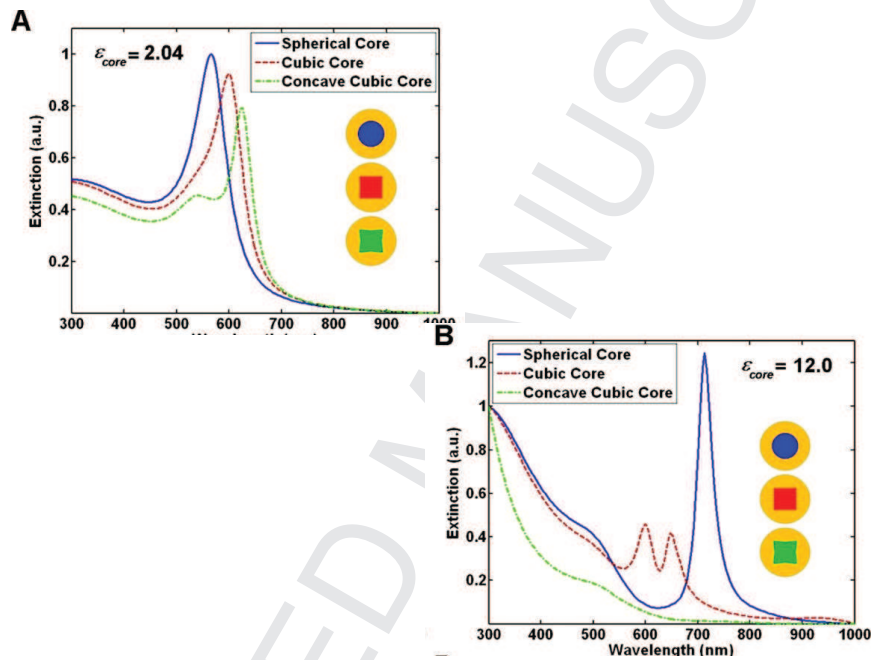 A
ε core = 2.04
Spherical Core
Cubic Core
Concave Cubic Core
Extinction (a.u.)
1
0.8
0.6
0.4
0.2
300 400 500 600 700 800 900 1000
B
ε core = 12.0
Spherical Core
Cubic Core
Concave Cubic Core
Extinction (a.u.)
1.2
1
0.8
0.6
0.4
0.2
300 400 500 600 700 800 900 1000
Wavelength (nm)